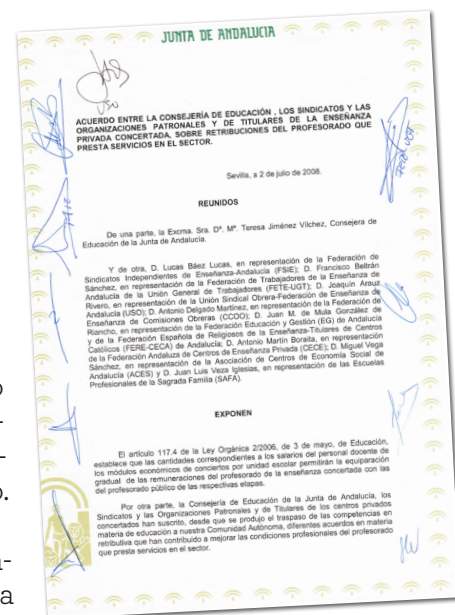 JUNTA DE ANDALUCIA
USO
ACUERDO ENTRE LA CONSEJERÍA DE EDUCACIÓN , LOS SINDICATOS Y LAS
ORGANIZACIONES PATRONALES Y DE TITULARES DE LA ENSEÑANZA
PRIVADA CONCERTADA, SOBRE RETRIBUCIONES DEL PROFESORADO QUE
PRESTA SERVICIOS EN EL SECTOR.
Sevilla, a 2 de julio de 2008.
REUNIDOS
De una parte, la Excma. Sra. Dª. Mª. Teresa Jiménez Vílchez, Consejera de
Educación de la Junta de Andalucía.
Y de otra, D. Lucas Báez Lucas, en representación de la Federación de
Sindicatos Independientes de Enseñanza-Andalucía (FSIE); D. Francisco Beltrán
Sánchez, en representación de la Federación de Trabajadores de la Enseñanza de
Andalucía de la Unión General de Trabajadores (FETE-UGT); D. Joaquín Arauz
Rivero, en representación de la Unión Sindical Obrera-Federación de Enseñanza de
Andalucía (USO); D. Antonio Delgado Martínez, en representación de la Federación de
Enseñanza de Comisiones Obreras (CCOO); D. Juan M. de Mula González de
Riancho, en representación de la Federación Educación y Gestión (EG) de Andalucía
y de la Federación Española de Religiosos de la Enseñanza-Titulares de Centros
Católicos (FERE-CECA) de Andalucía; D. Antonio Martín Boraita, en representación
de la Federación Andaluza de Centros de Enseñanza Privada (CECE); D. Miguel Vega
Sánchez, en representación de la Asociación de Centros de Economía Social de
Andalucía (ACES) y D. Juan Luis Veza Iglesias, en representación de las Escuelas
Profesionales de la Sagrada Familia (SAFA).
EXPONEN
El artículo 117.4 de la Ley Orgánica 2/2006, de 3 de mayo, de Educación,
establece que las cantidades correspondientes a los salarios del personal docente de
los módulos económicos de conciertos por unidad escolar permitirán la equiparación
gradual de las remuneraciones del profesorado de la enseñanza concertada con las
del profesorado público de las respectivas etapas.
Por otra parte, la Consejería de Educación de la Junta de Andalucía, los
Sindicatos y las Organizaciones Patronales y de Titulares de los centros privados
concertados han suscrito, desde que se produjo el traspaso de las competencias en
materia de educación a nuestra Comunidad Autónoma, diferentes acuerdos en materia
retributiva que han contribuido a mejorar las condiciones profesionales del profesorado
que presta servicios en el sector.